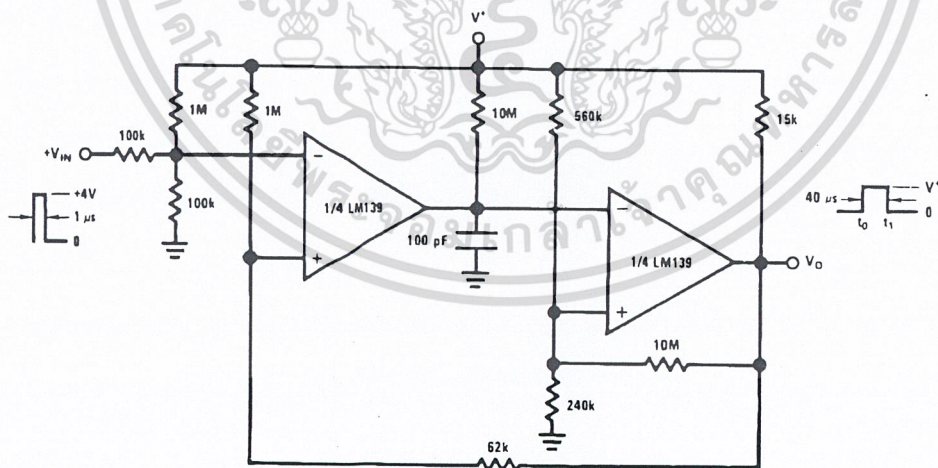 V⁺
1M
1M
10M
560k
15k
100k
+V_IN
100k
+4V
1 μs
0
−
+
1/4 LM139
100 pF
−
+
1/4 LM139
40 μs
V⁺
0
t₀ t₁
V_O
10M
240k
62k